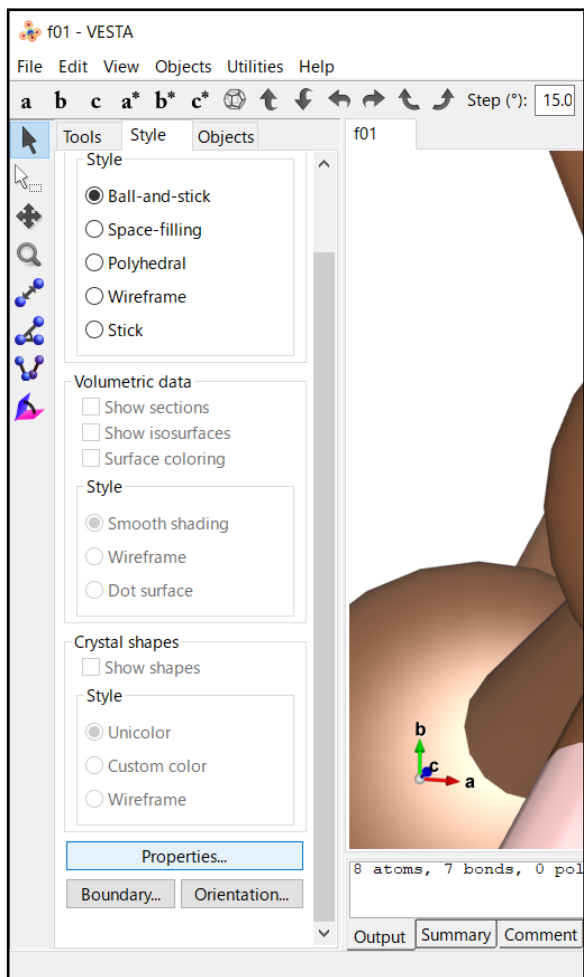 f01 - VESTA
File Edit View Objects Utilities Help
a b c a* b* c* Step (°): 15.0
Tools Style Objects
f01
Style
Ball-and-stick
Space-filling
Polyhedral
Wireframe
Stick
Volumetric data
Show sections
Show isosurfaces
Surface coloring
Style
Smooth shading
Wireframe
Dot surface
Crystal shapes
Show shapes
Style
Unicolor
Custom color
Wireframe
Properties...
Boundary... Orientation...
b
c
a
8 atoms, 7 bonds, 0 pol
Output Summary Comment